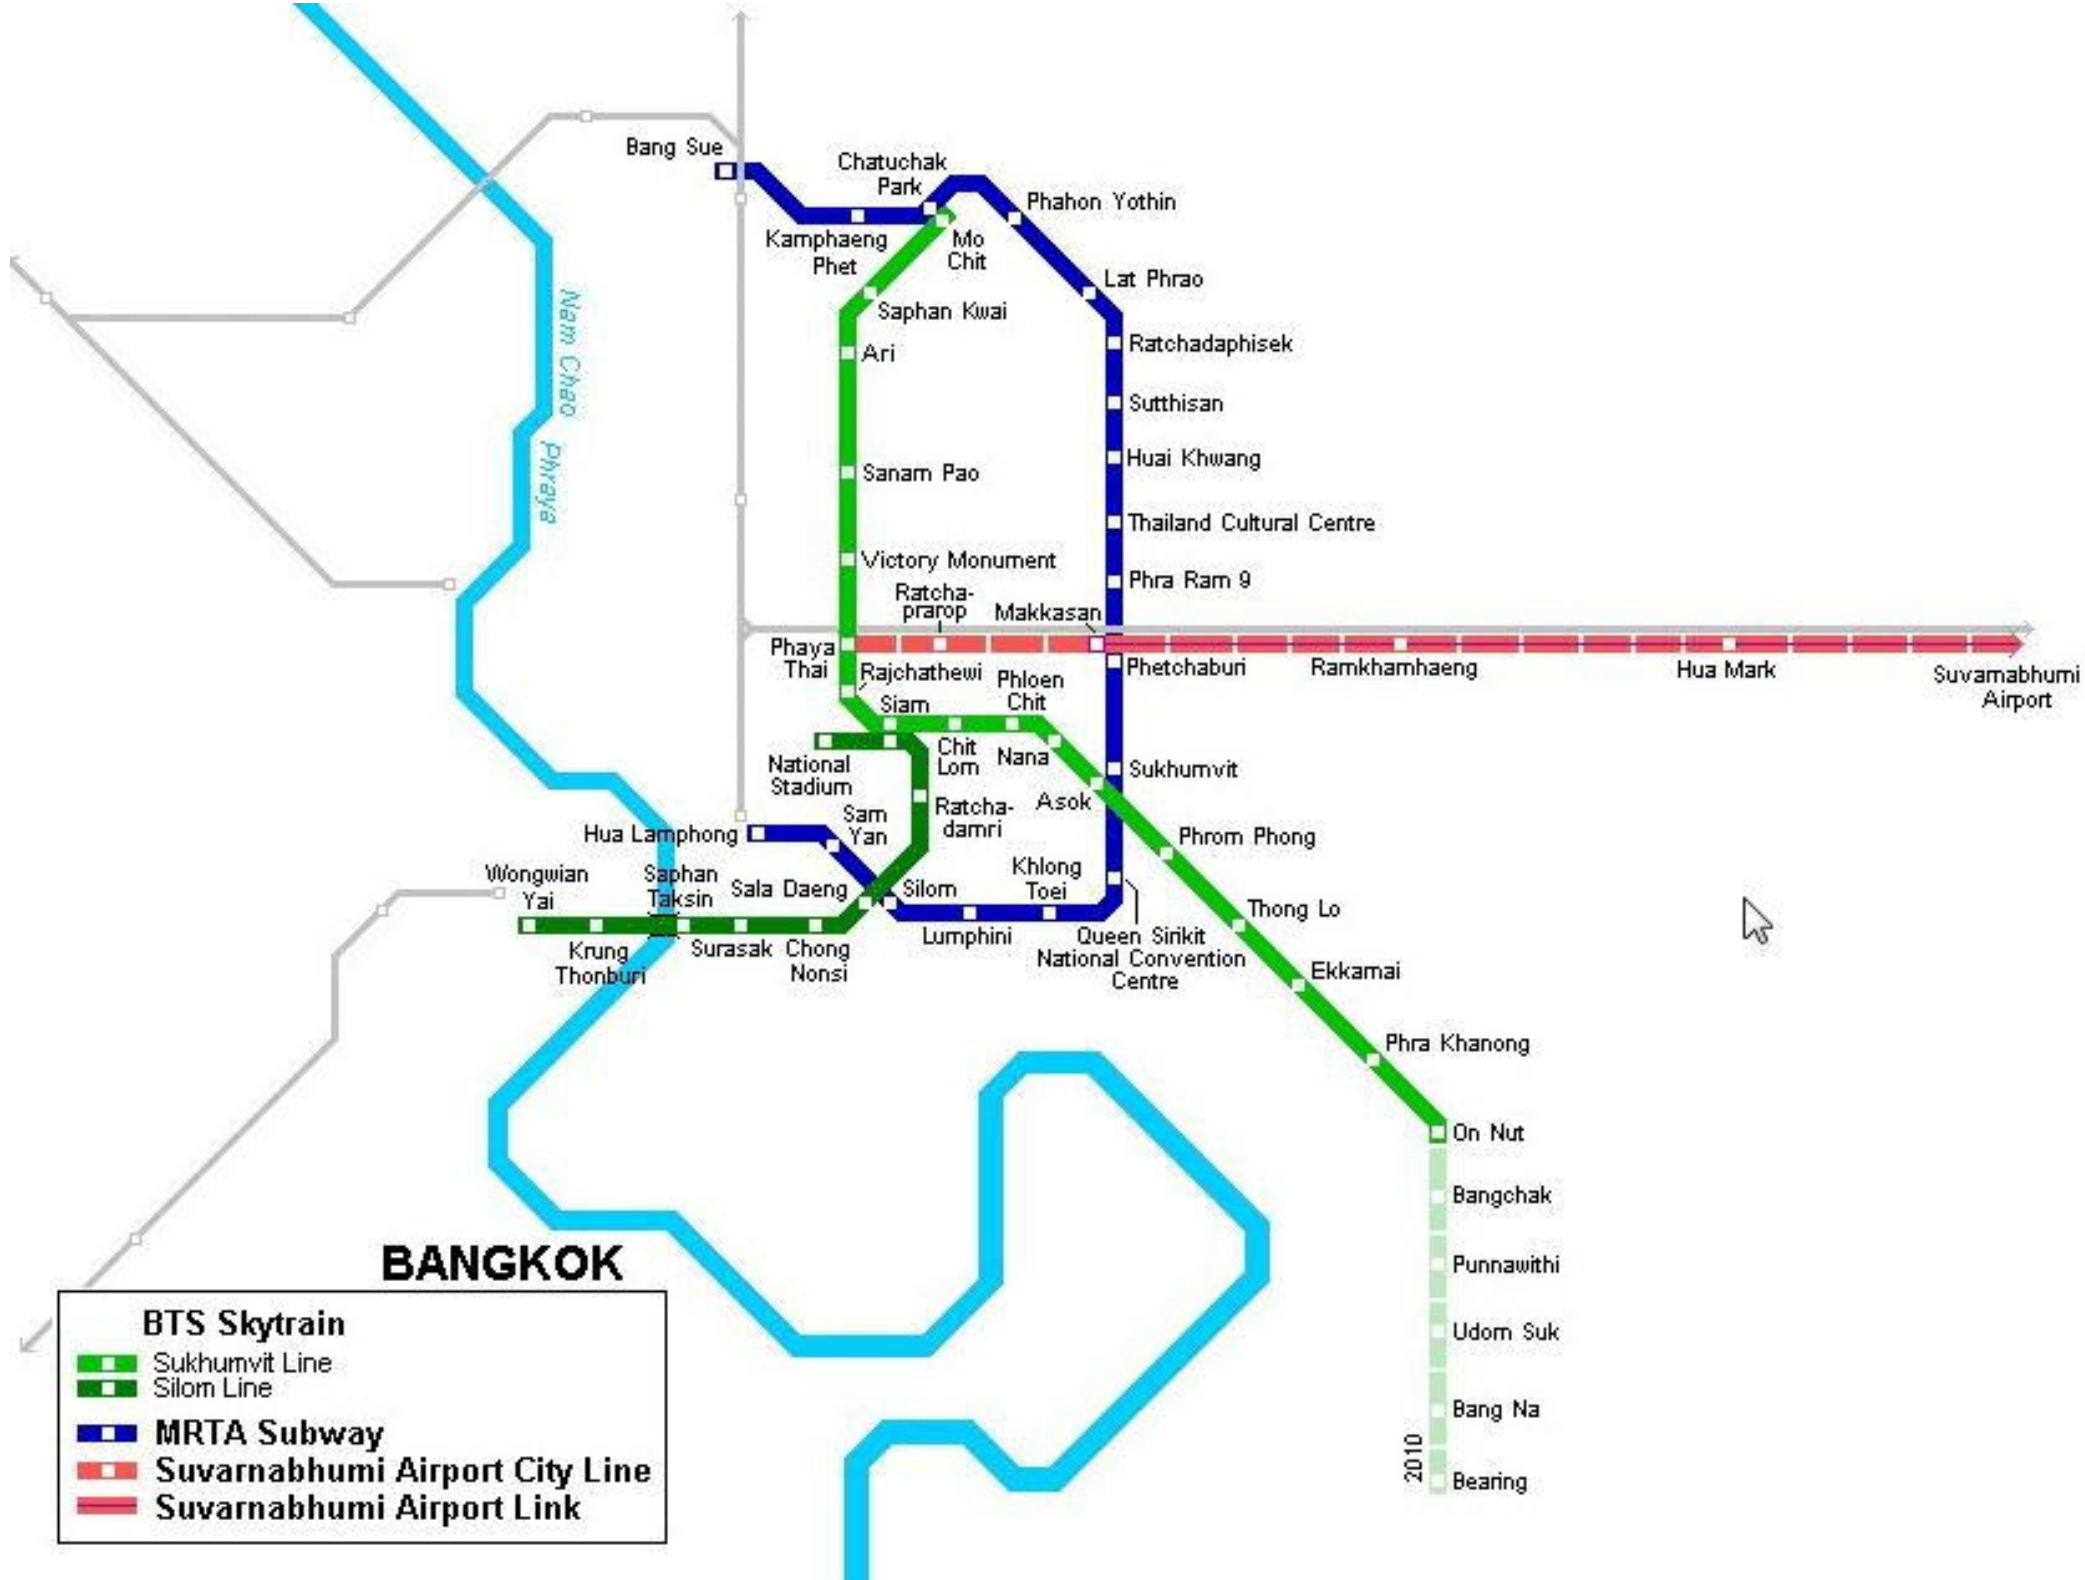 Bang Sue
Chatuchak
Park
Phahon Yothin
Kamphaeng
Phet
Mo
Chit
Lat Phrao
Saphan Kwai
Nam Chao
Phraya
Ari
Ratchadaphisek
Sutthisan
Sanam Pao
Huai Khwang
Thailand Cultural Centre
Victory Monument
Phra Ram 9
Ratcha-
prarop
Makkasan
Phaya
Thai
Rajchathewi
Phetchaburi
Ramkhamhaeng
Hua Mark
Suvarnabhumi
Airport
Siam
Phloen
Chit
National
Stadium
Chit
Lom
Nana
Sukhumvit
Asok
Ratcha-
damri
Sam
Yan
Hua Lamphong
Phrom Phong
Wongwian
Yai
Saphan
Taksin
Sala Daeng
Silom
Khlong
Toei
Thong Lo
Krung
Thonburi
Surasak
Chong
Nonsi
Lumphini
Queen Sirikit
National Convention
Centre
Ekkamai
Phra Khanong
On Nut
Bangchak
Punnawithi
Udom Suk
Bang Na
2010
Bearing
BANGKOK
BTS Skytrain
Sukhumvit Line
Silom Line
MRTA Subway
Suvarnabhumi Airport City Line
Suvarnabhumi Airport Link